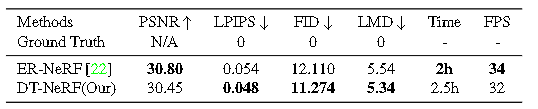 Methods PSNR ↑ LPIPS ↓ FID ↓ LMD ↓ Time FPS
Ground Truth N/A 0 0 0 - -
ER-NeRF [22] 30.80 0.054 12.110 5.54 2h 34
DT-NeRF(Our) 30.45 0.048 11.274 5.34 2.5h 32